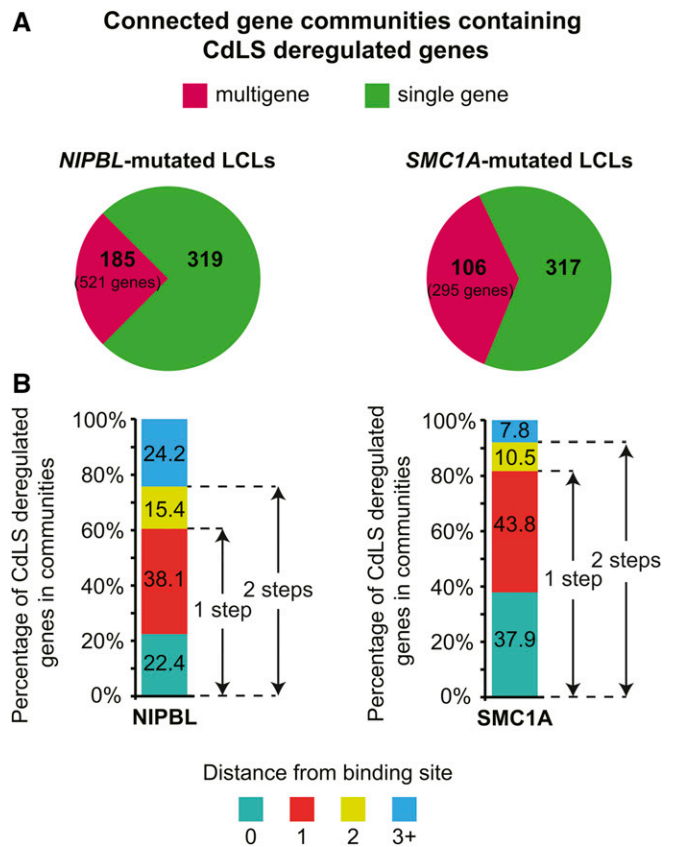 A
Connected gene communities containing
CdLS deregulated genes
multigene
single gene
NIPBL-mutated LCLs
SMC1A-mutated LCLs
185
(521 genes)
319
106
(295 genes)
317
B
Percentage of CdLS deregulated
genes in communities
100%
80%
60%
40%
20%
0%
24.2
15.4
38.1
22.4
1 step
2 steps
NIPBL
Percentage of CdLS deregulated
genes in communities
100%
80%
60%
40%
20%
0%
7.8
10.5
43.8
37.9
1 step
2 steps
SMC1A
Distance from binding site
0
1
2
3+